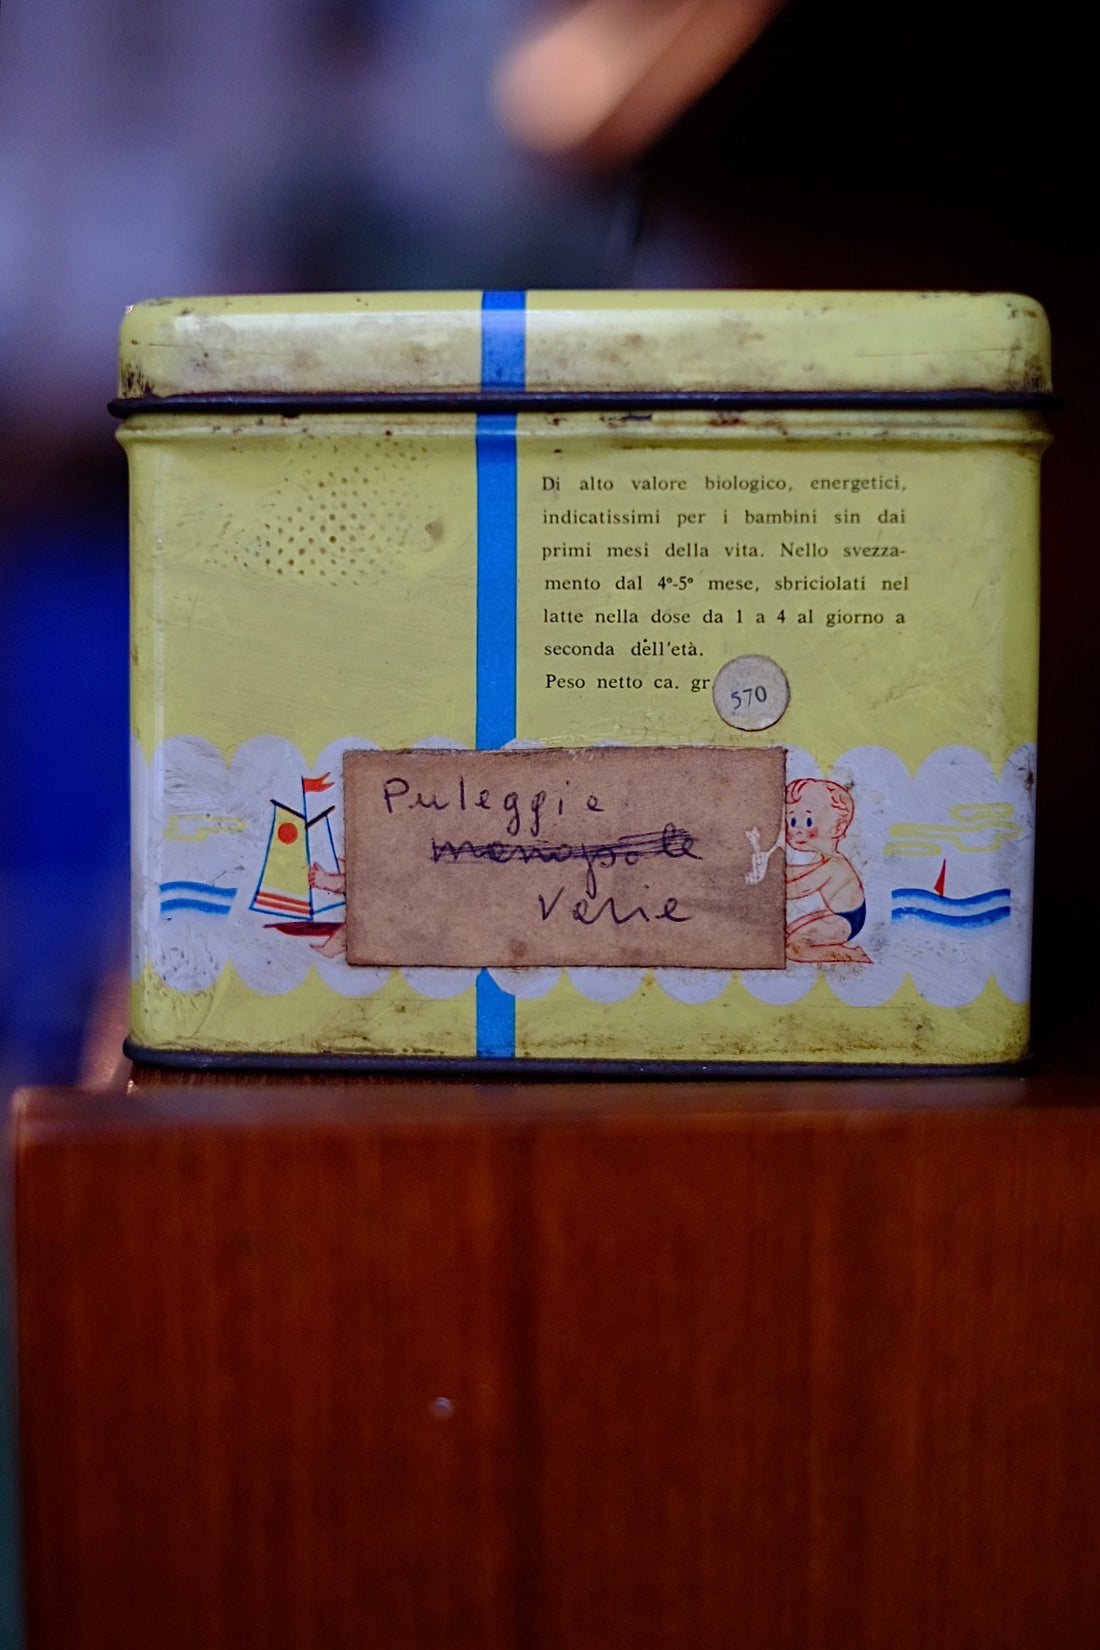 Di alto valore biologico, energetici,
indicatissimi per i bambini sin dai
primi mesi della vita. Nello svezza-
mento dal 4°-5° mese, sbriciolati nel
latte nella dose da 1 a 4 al giorno a
seconda dell'età.
Peso netto ca. gr. 570
Puleggie
monopole
Varie